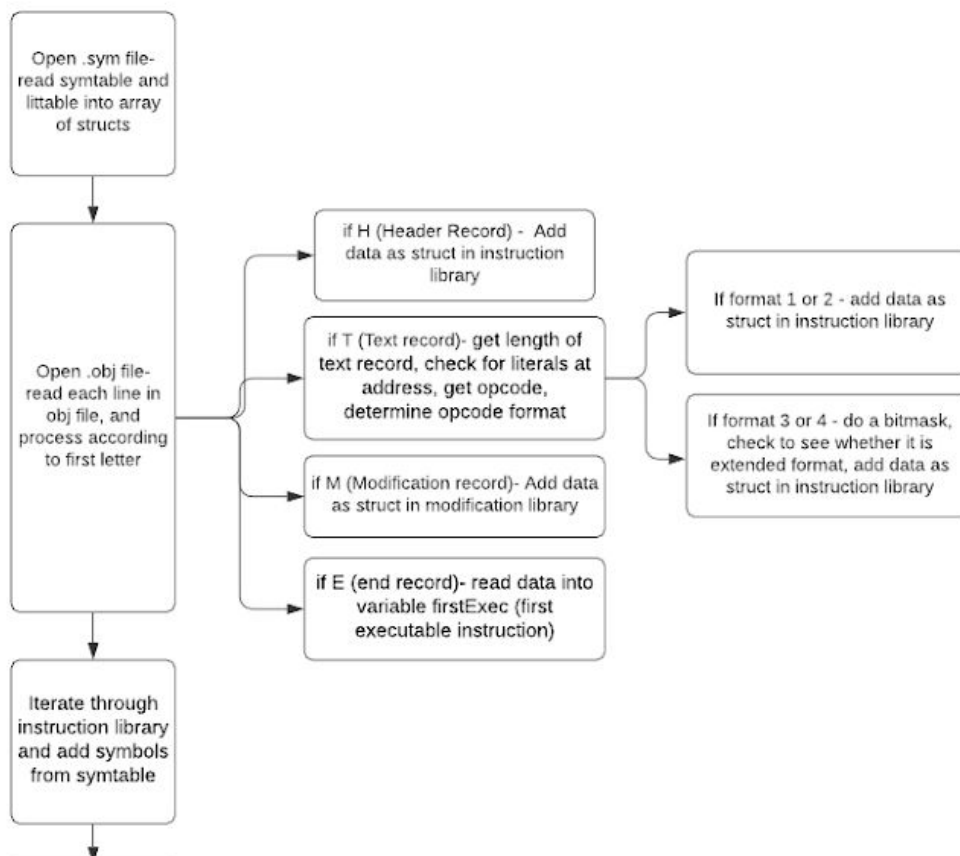 Open .sym file-
read symtable and
littable into array
of structs
Open .obj file-
read each line in
obj file, and
process according
to first letter
if H (Header Record) - Add
data as struct in instruction
library
if T (Text record)- get length of
text record, check for literals at
address, get opcode,
determine opcode format
If format 1 or 2 - add data as
struct in instruction library
If format 3 or 4 - do a bitmask,
check to see whether it is
extended format, add data as
struct in instruction library
if M (Modification record)- Add data
as struct in modification library
if E (end record)- read data into
variable firstExec (first
executable instruction)
Iterate through
instruction library
and add symbols
from symtable